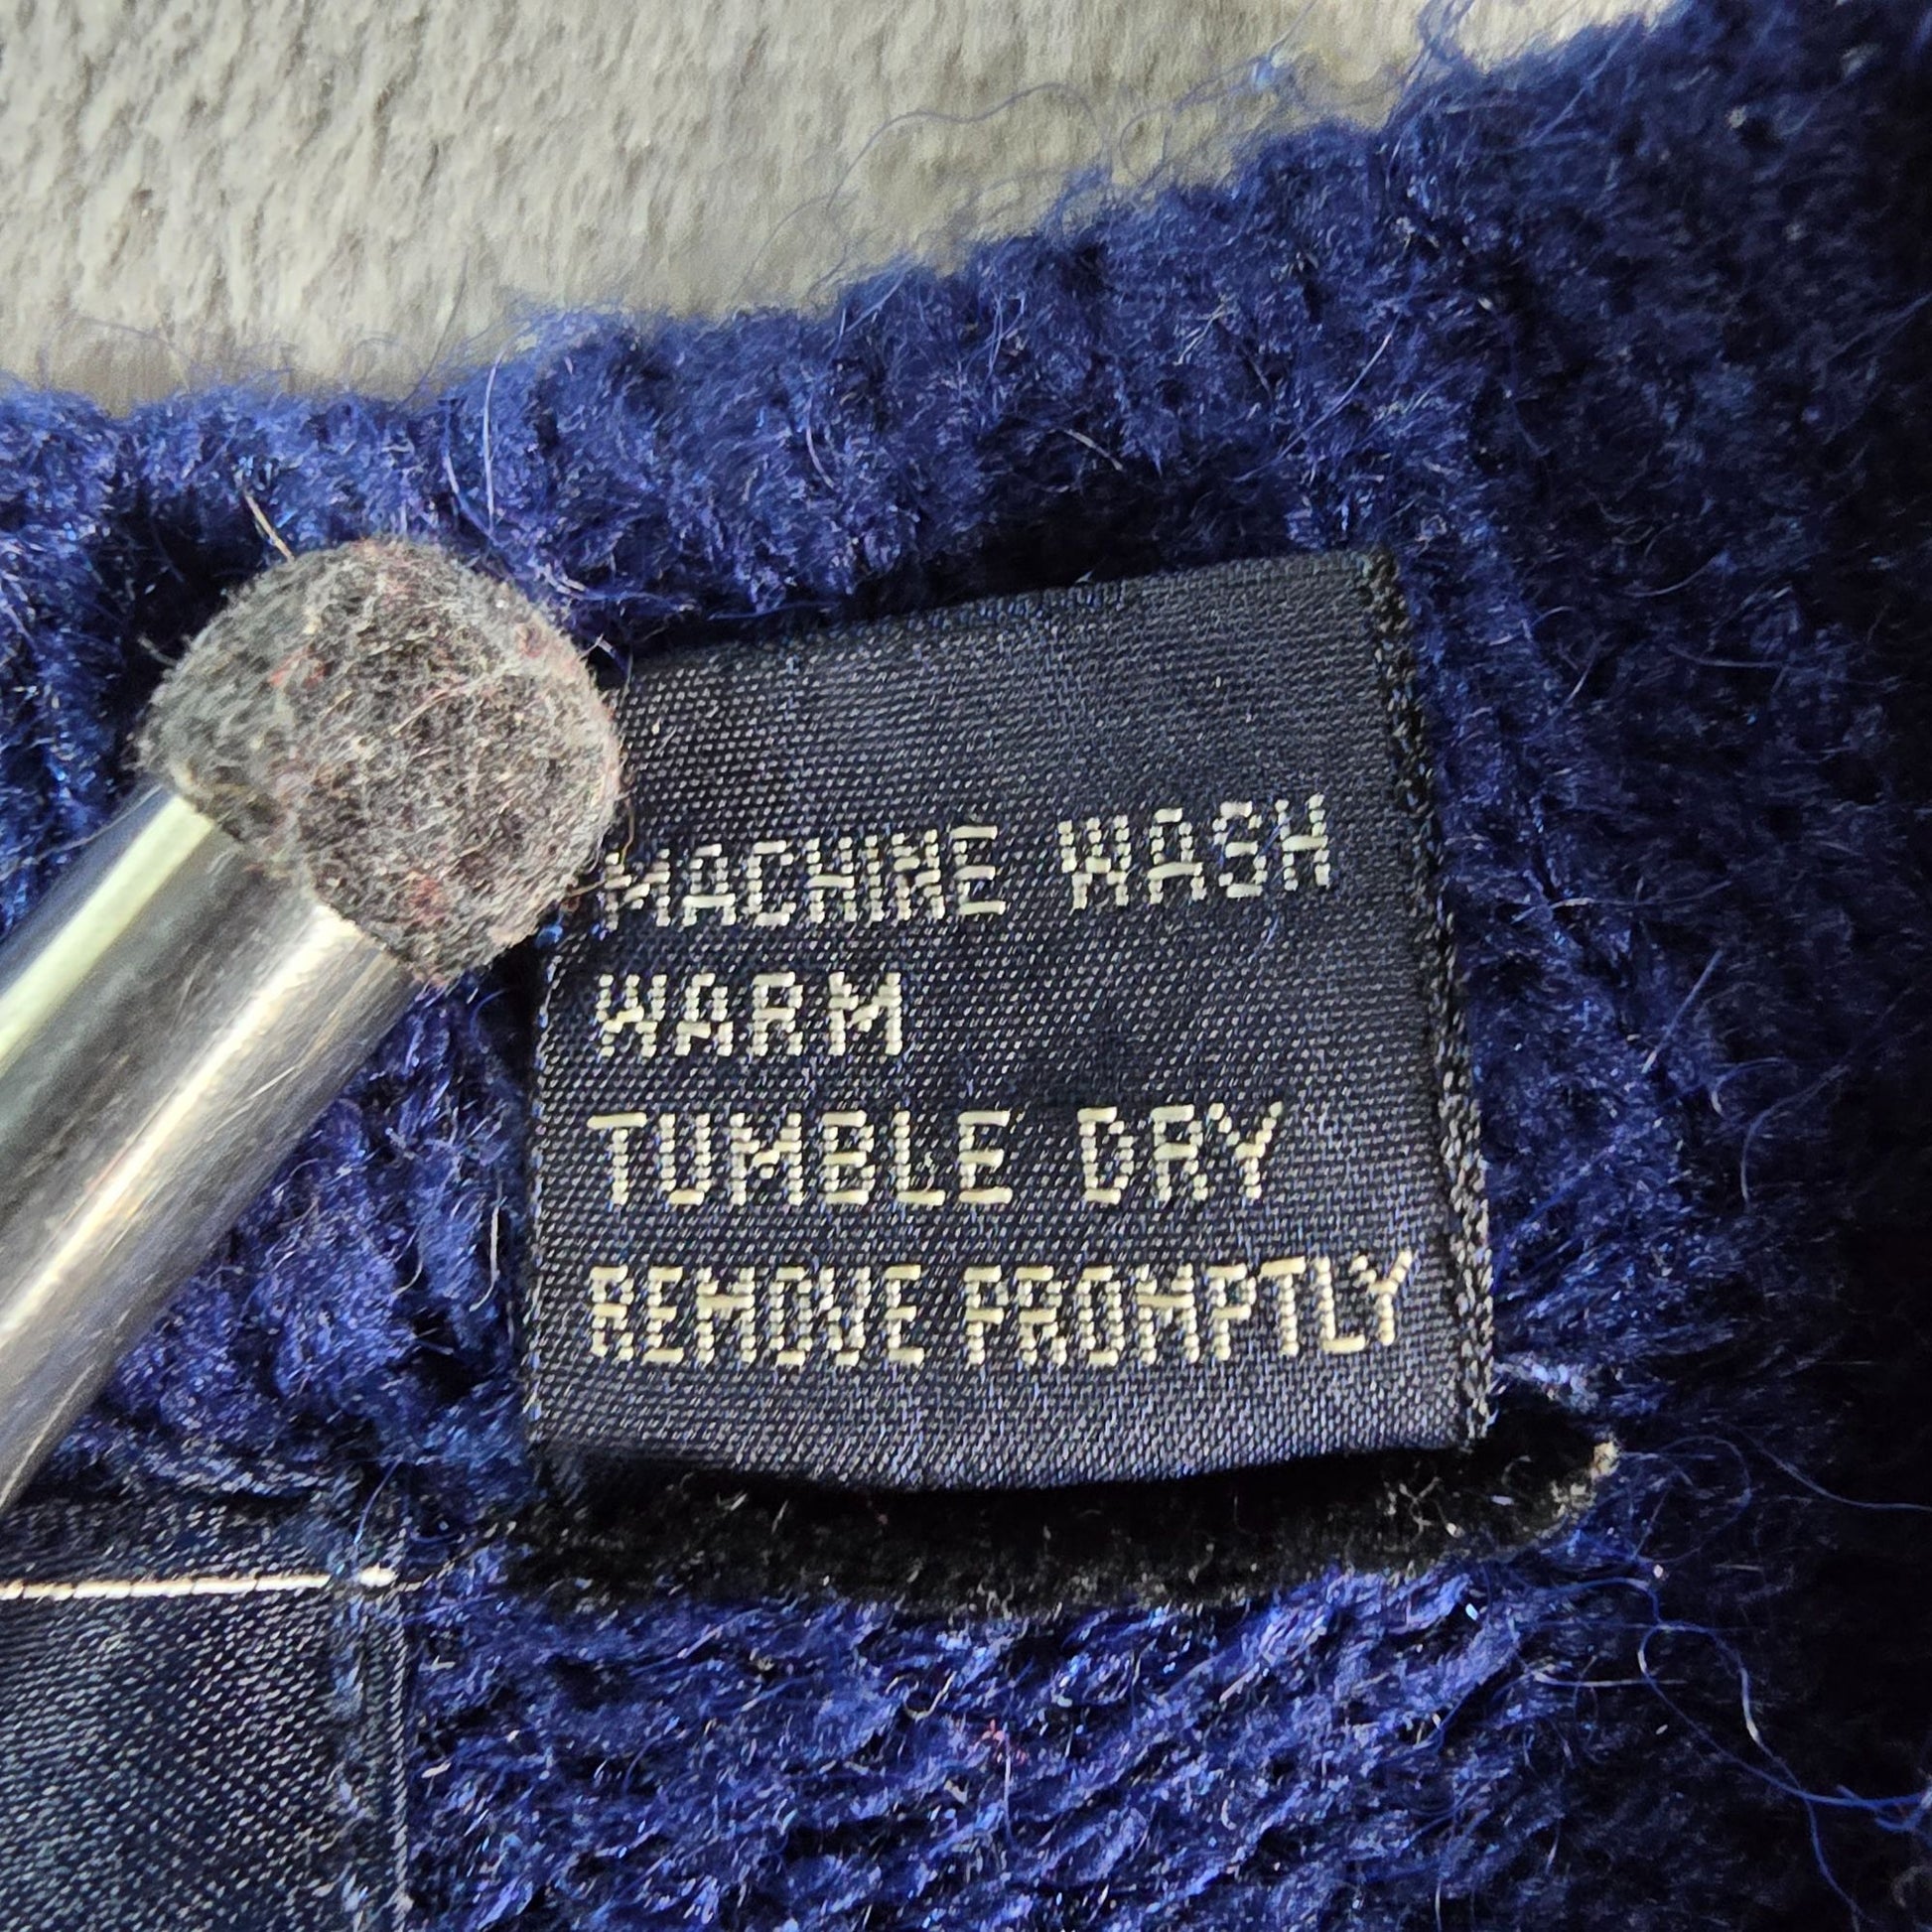 MACHINE WASH
WARM
TUMBLE DRY
REMOVE PROMPTLY